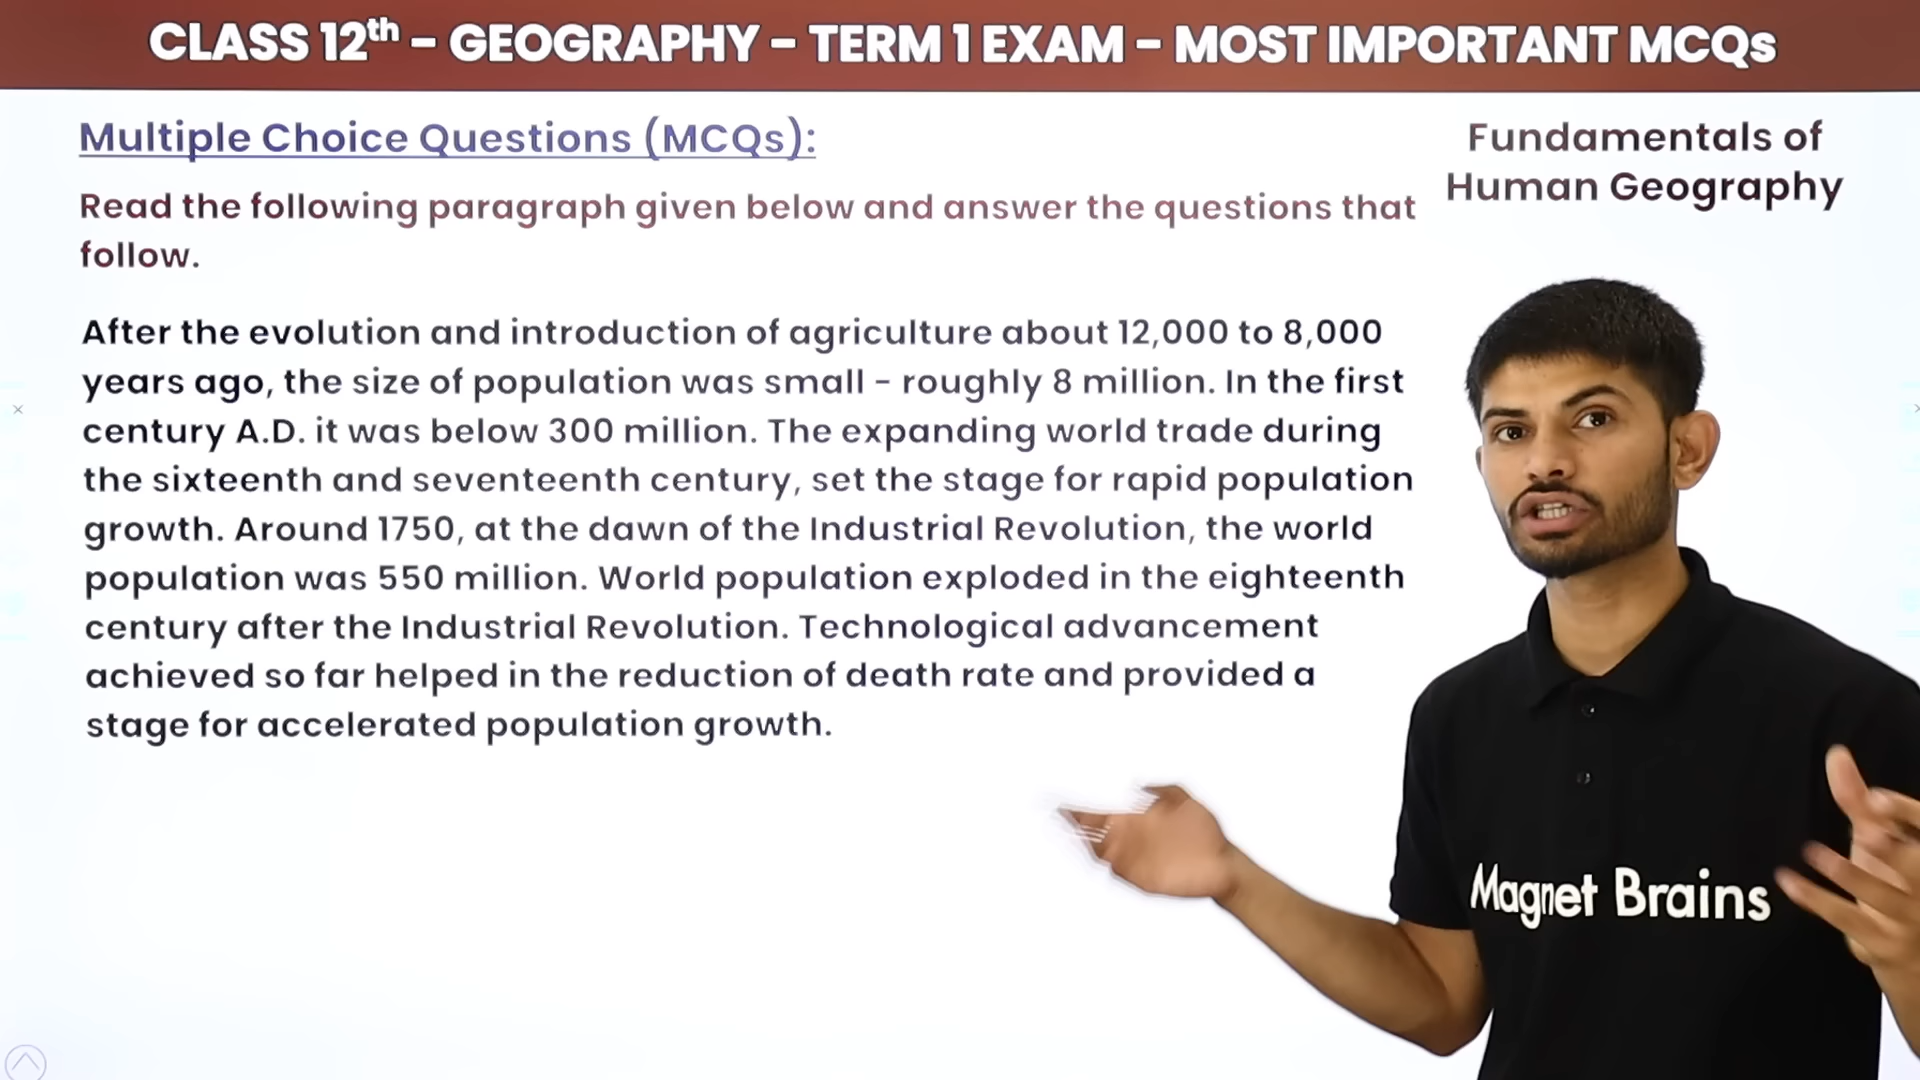 CLASS 12th – GEOGRAPHY – TERM 1 EXAM – MOST IMPORTANT MCQs
Multiple Choice Questions (MCQs):
Fundamentals of
Human Geography
Read the following paragraph given below and answer the questions that
follow.
After the evolution and introduction of agriculture about 12,000 to 8,000
years ago, the size of population was small – roughly 8 million. In the first
century A.D. it was below 300 million. The expanding world trade during
the sixteenth and seventeenth century, set the stage for rapid population
growth. Around 1750, at the dawn of the Industrial Revolution, the world
population was 550 million. World population exploded in the eighteenth
century after the Industrial Revolution. Technological advancement
achieved so far helped in the reduction of death rate and provided a
stage for accelerated population growth.
Magnet Brains